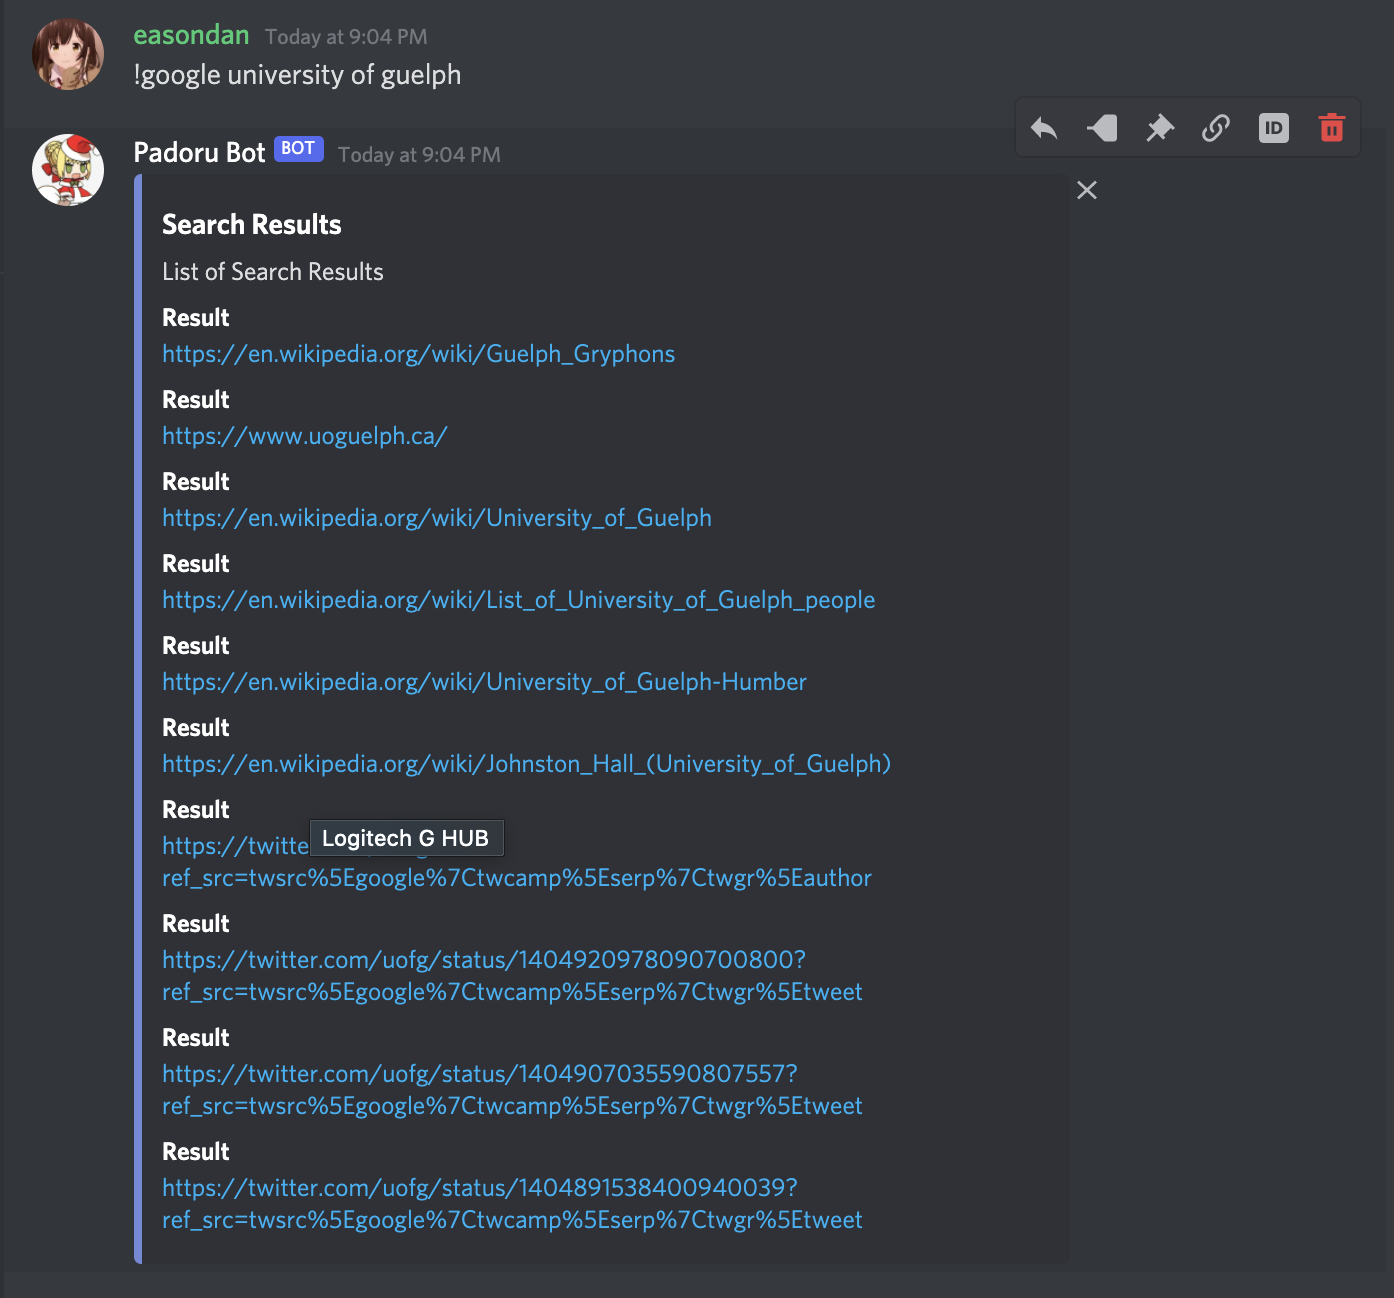 easondan Today at 9:04 PM
!google university of guelph
ID
Padoru Bot BOT Today at 9:04 PM
Search Results
List of Search Results
Result
https://en.wikipedia.org/wiki/Guelph_Gryphons
Result
https://www.uoguelph.ca/
Result
https://en.wikipedia.org/wiki/University_of_Guelph
Result
https://en.wikipedia.org/wiki/List_of_University_of_Guelph_people
Result
https://en.wikipedia.org/wiki/University_of_Guelph-Humber
Result
https://en.wikipedia.org/wiki/Johnston_Hall_(University_of_Guelph)
Result
https://twitte
Logitech G HUB
ref_src=twsrc%5Egoogle%7Ctwcamp%5Eserp%7Ctwgr%5Eauthor
Result
https://twitter.com/uofg/status/1404920978090700800?
ref_src=twsrc%5Egoogle%7Ctwcamp%5Eserp%7Ctwgr%5Etweet
Result
https://twitter.com/uofg/status/1404907035590807557?
ref_src=twsrc%5Egoogle%7Ctwcamp%5Eserp%7Ctwgr%5Etweet
Result
https://twitter.com/uofg/status/1404891538400940039?
ref_src=twsrc%5Egoogle%7Ctwcamp%5Eserp%7Ctwgr%5Etweet